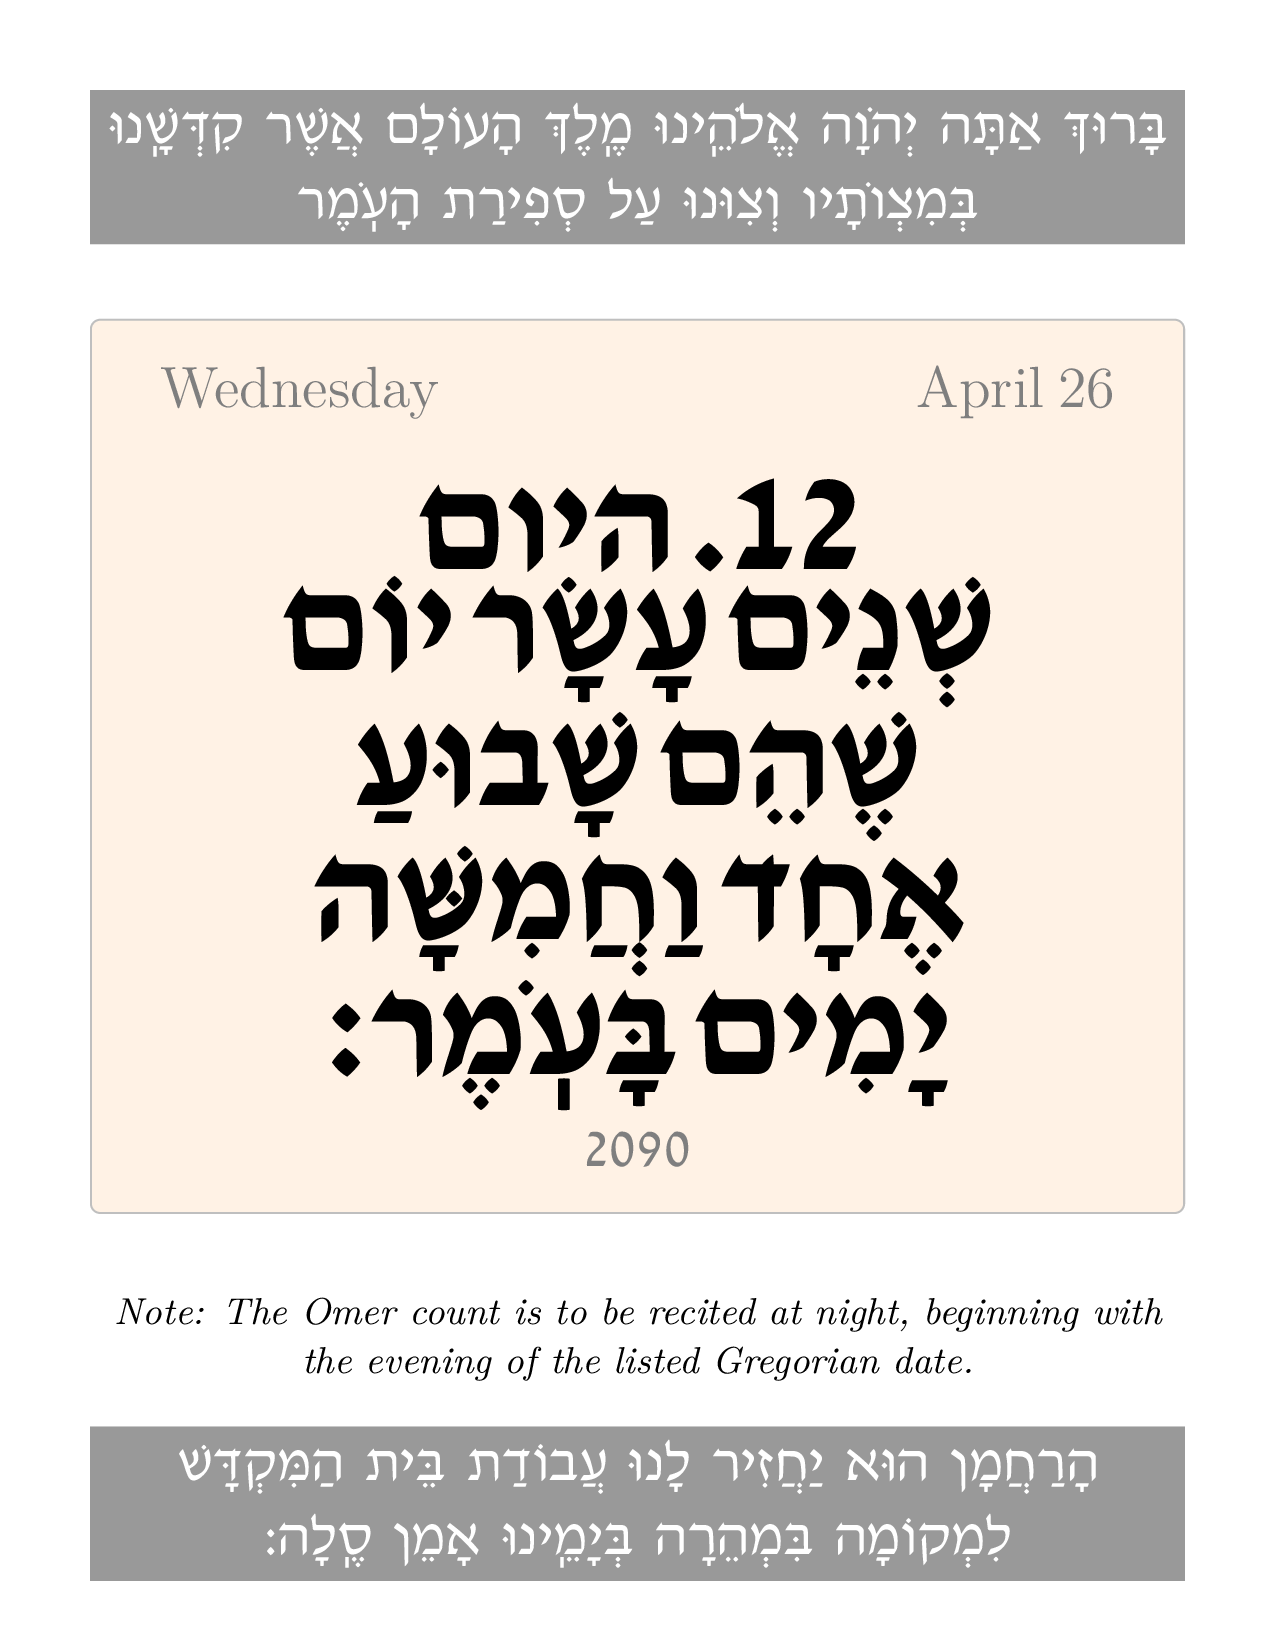 בָּרוּךְ אַתָּה יְהֹוָה אֱלֹהֵֽינוּ מֶֽלֶךְ הָעוֹלָם אֲשֶׁר קִדְּשָֽׁנוּ
בְּמִצְוֹתָיו וְצִוּנוּ עַל סְפִירַת הָעֹֽמֶר
Wednesday April 26
12. היום
שְׁנֵים עָשָׂר יוֹם
שֶׁהֵם שָׁבוּעַ
אֶחָד וַחֲמִשָּׁה
יָמִים בָּעֹֽמֶר:
2090
Note: The Omer count is to be recited at night, beginning with
the evening of the listed Gregorian date.
הָרַחֲמָן הוּא יַחֲזִיר לָנוּ עֲבוֹדַת בֵּית הַמִּקְדָּשׁ
לִמְקוֹמָה בִּמְהֵרָה בְּיָמֵֽינוּ אָמֵן סֶֽלָה: